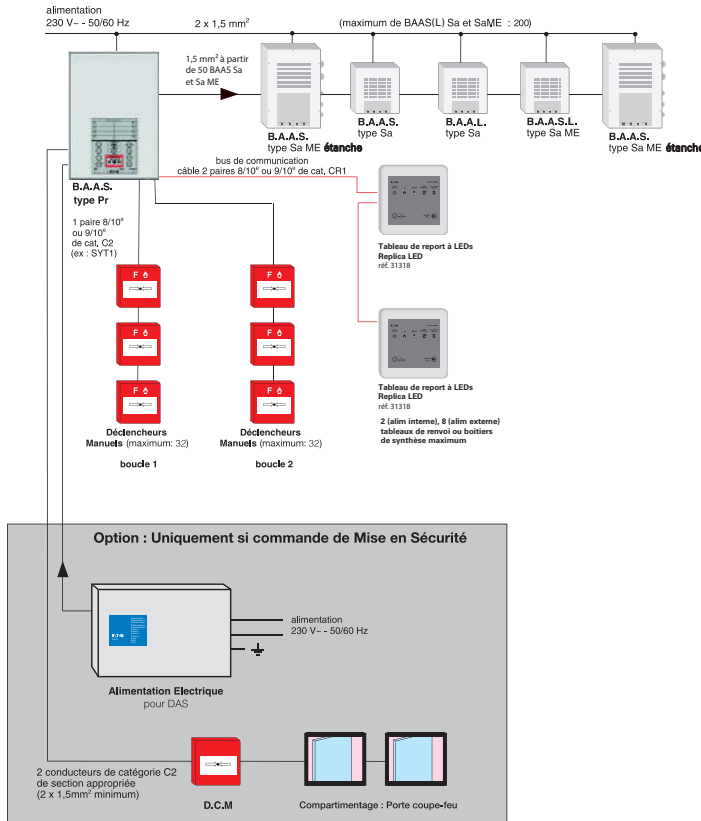 alimentation
230 V~ - 50/60 Hz
2 x 1,5 mm²
(maximum de BAAS(L) Sa et SaME : 200)
1,5 mm² à partir
de 50 BAAS Sa
et Sa ME
B.A.A.S.
type Sa ME étanche
B.A.A.S.
type Sa
B.A.A.L.
type Sa
B.A.A.S.L.
type Sa ME
B.A.A.S.
type Sa ME étanche
B.A.A.S.
type Pr
bus de communication
câble 2 paires 8/10° ou 9/10° de cat, CR1
1 paire 8/10°
ou 9/10°
de cat, C2
(ex : SYT1)
Tableau de report à LEDs
Replica LED
réf. 31318
F
F
F
F
F
F
Tableau de report à LEDs
Replica LED
réf. 31318
2 (alim interne), 8 (alim externe)
tableaux de renvoi ou boitiers
de synthèse maximum
Déclencheurs
Manuels (maximum: 32)
boucle 1
Déclencheurs
Manuels (maximum: 32)
boucle 2
Option : Uniquement si commande de Mise en Sécurité
EATON
alimentation
230 V~ - 50/60 Hz
Alimentation Electrique
pour DAS
2 conducteurs de catégorie C2
de section appropriée
(2 x 1,5mm² minimum)
D.C.M
Compartimentage : Porte coupe-feu